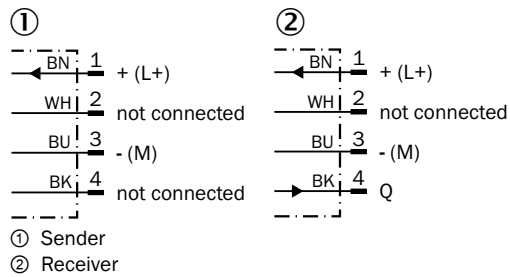 ① ②
BN 1 + (L+) BN 1 + (L+)
WH 2 not connected WH 2 not connected
BU 3 - (M) BU 3 - (M)
BK 4 not connected BK 4 Q
① Sender
② Receiver